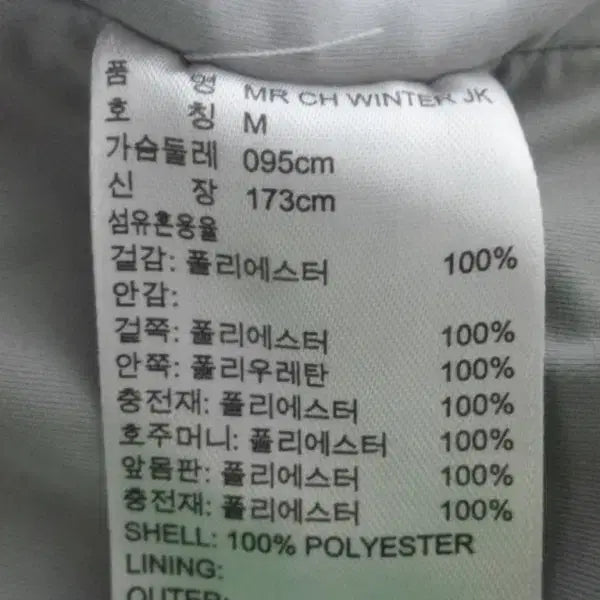 품 명 MR CH WINTER JK
호 칭 M
가슴둘레 095cm
신 장 173cm
섬유혼용율
겉감: 폴리에스터 100%
안감:
겉쪽: 폴리에스터 100%
안쪽: 폴리우레탄 100%
충전재: 폴리에스터 100%
호주머니: 폴리에스터 100%
앞몸판: 폴리에스터 100%
충전재: 폴리에스터 100%
SHELL: 100% POLYESTER
LINING:
OUTER: